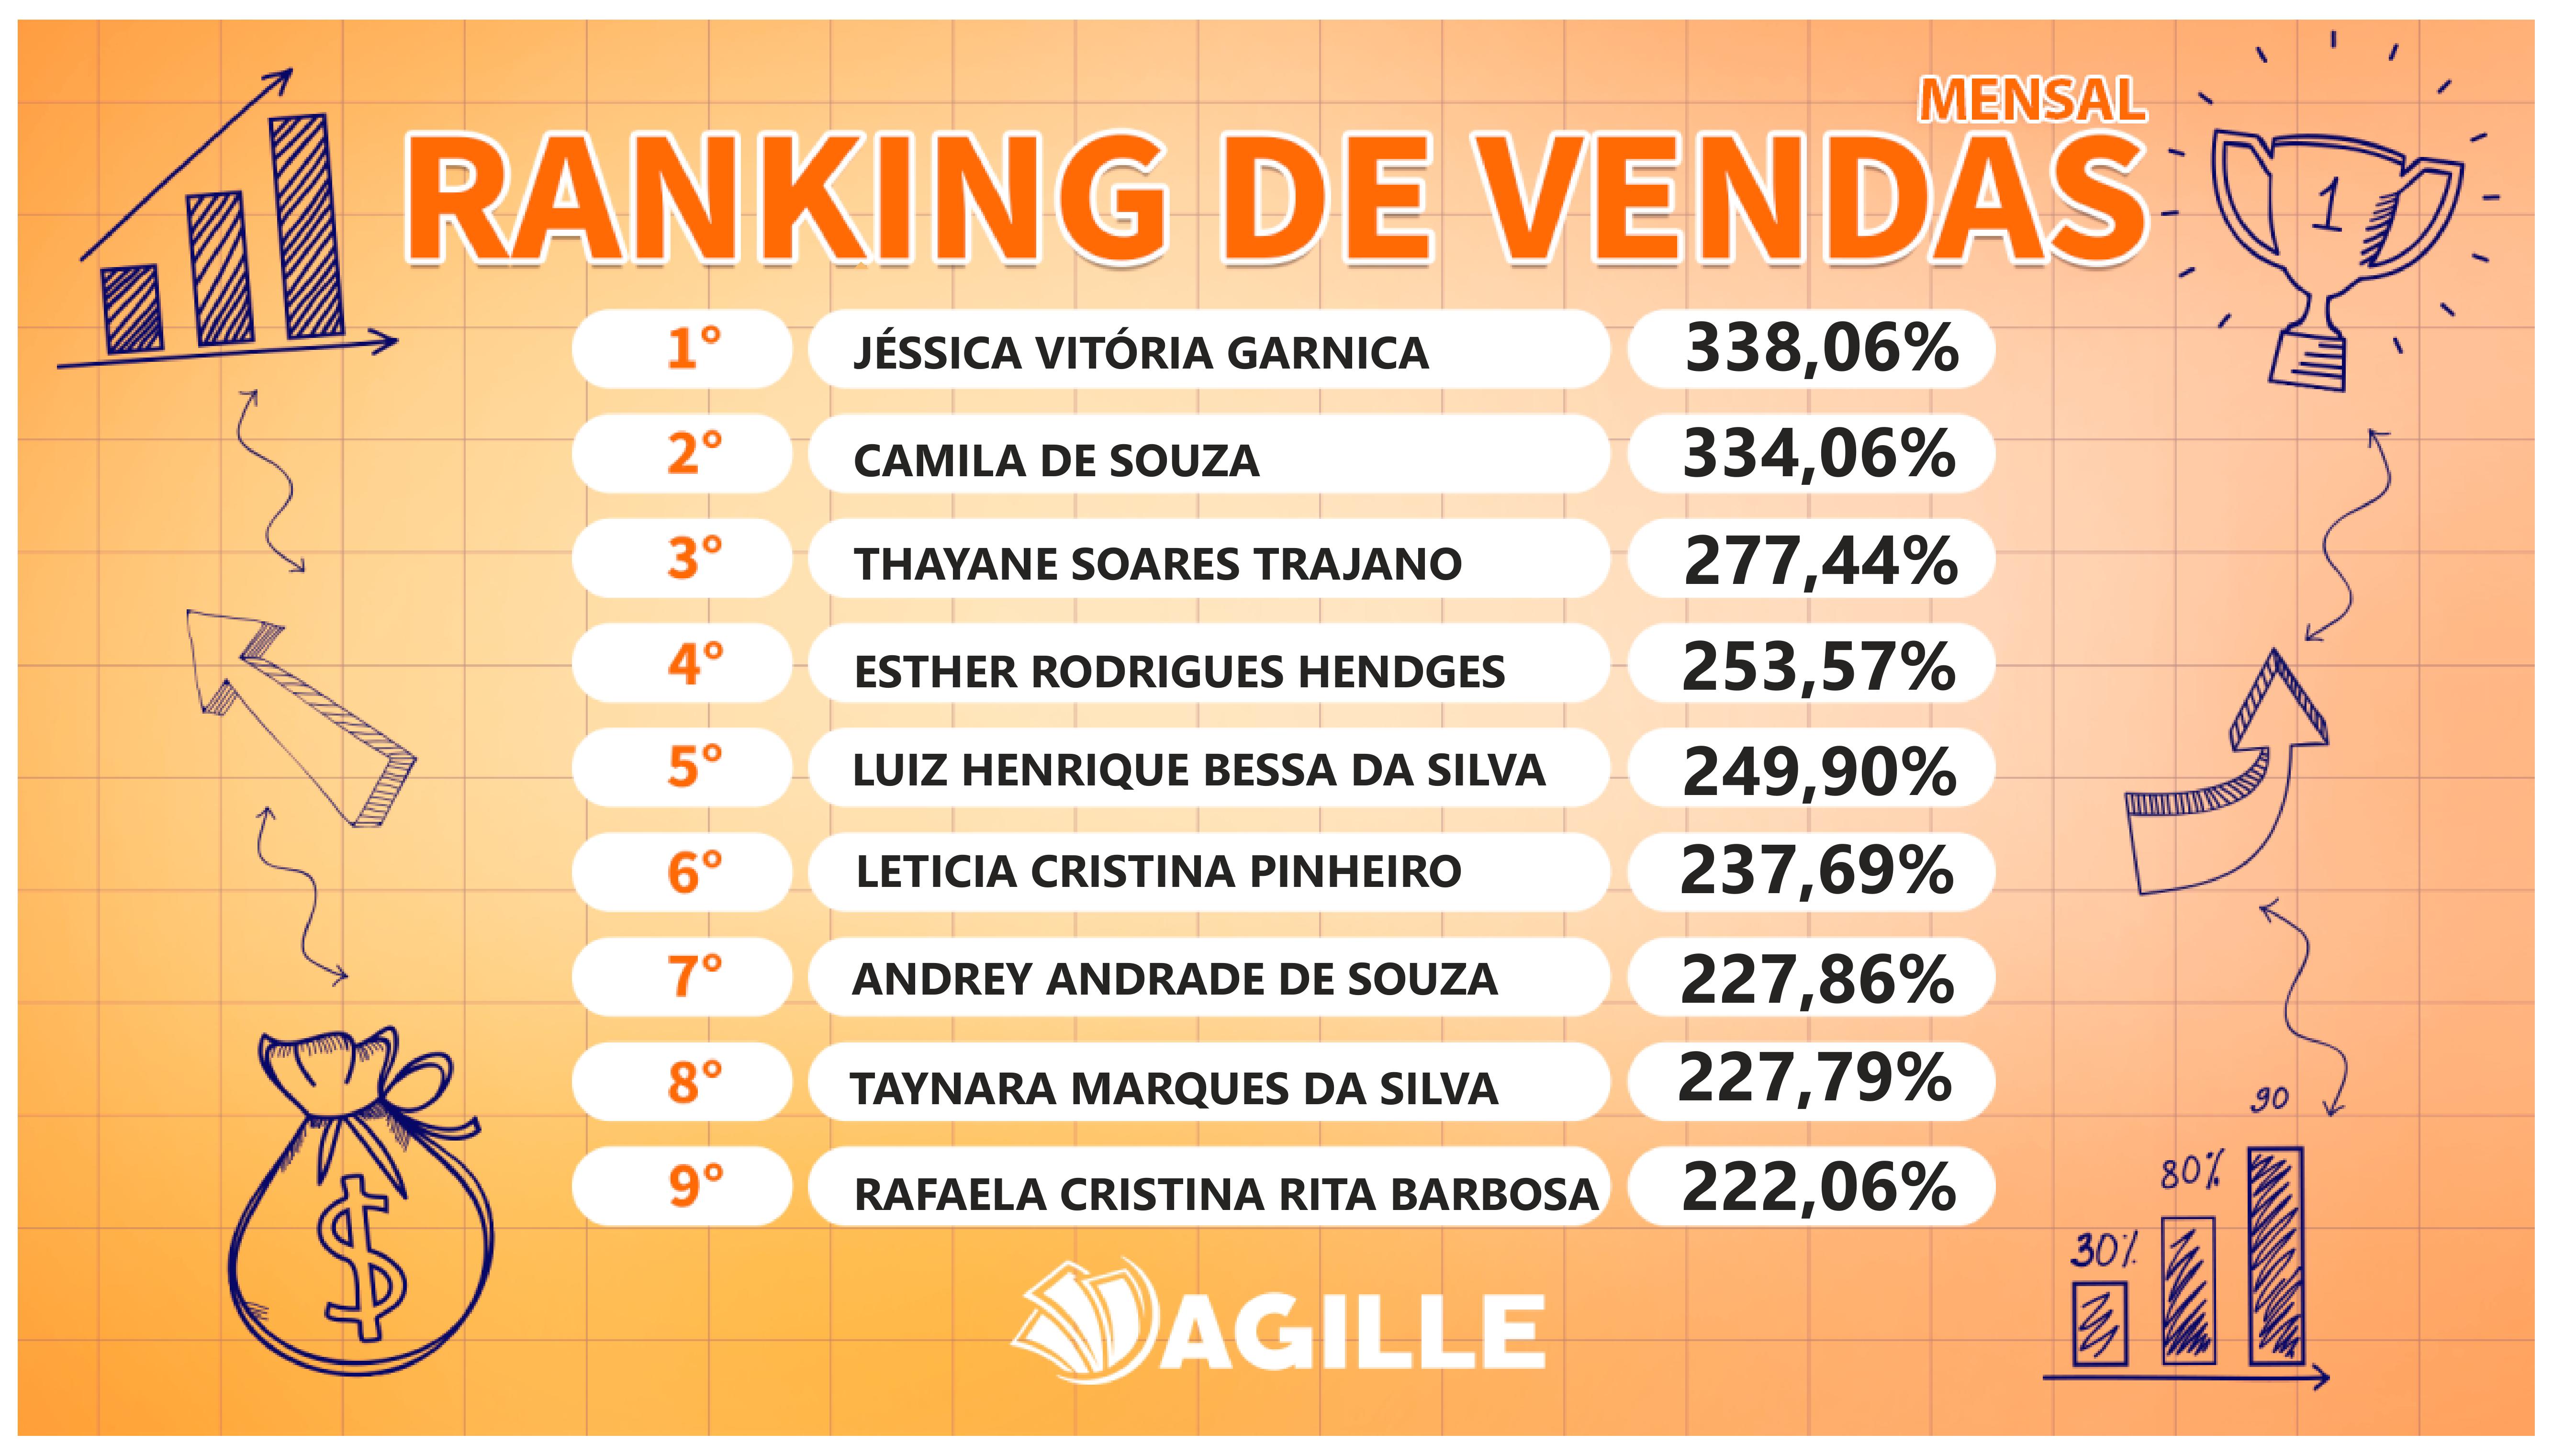 MENSAL
RANKING DE VENDAS
1
1° JÉSSICA VITÓRIA GARNICA 338,06%
2° CAMILA DE SOUZA 334,06%
3° THAYANE SOARES TRAJANO 277,44%
4° ESTHER RODRIGUES HENDGES 253,57%
5° LUIZ HENRIQUE BESSA DA SILVA 249,90%
6° LETICIA CRISTINA PINHEIRO 237,69%
7° ANDREY ANDRADE DE SOUZA 227,86%
8° TAYNARA MARQUES DA SILVA 227,79%
9° RAFAELA CRISTINA RITA BARBOSA 222,06%
$
90
80%
30%
AGILLE